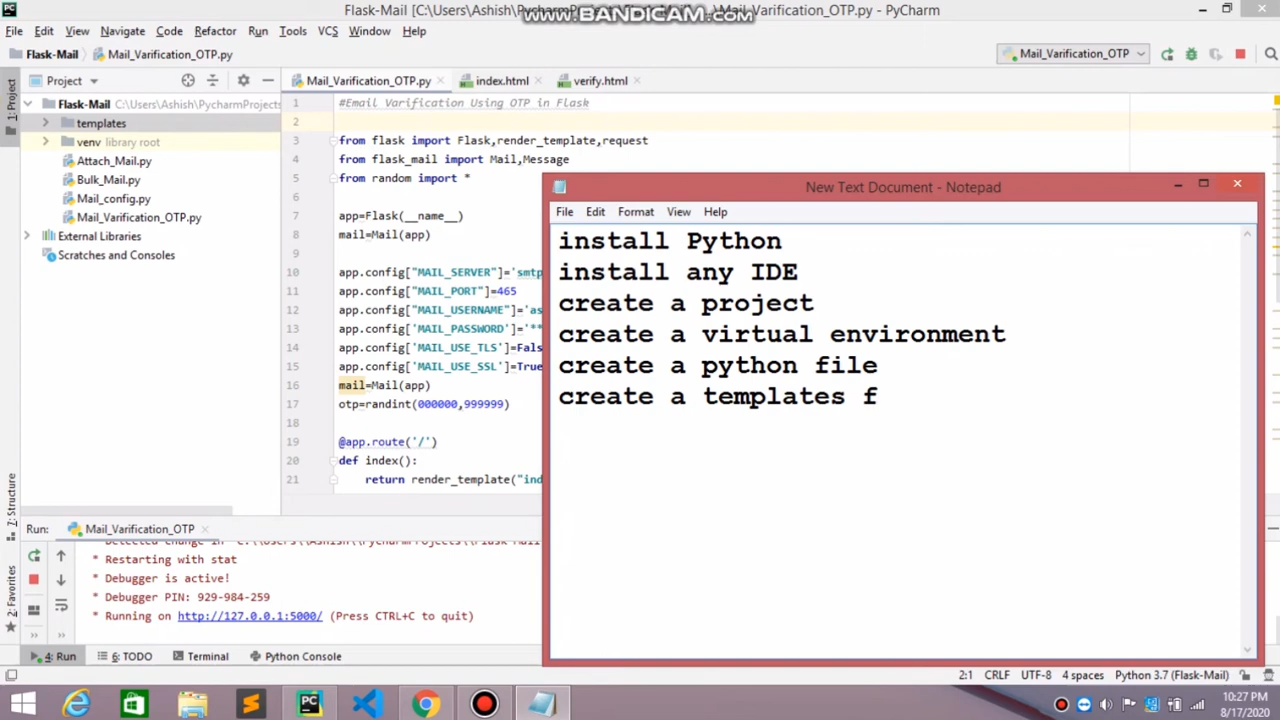 Flask-Mail [C:\Users\Ashish\PycharmProjects\Flask-Mail] - ...\Mail_Varification_OTP.py - PyCharm
www.BANDICAM.com
File Edit View Navigate Code Refactor Run Tools VCS Window Help
Flask-Mail Mail_Varification_OTP.py
Mail_Varification_OTP
1: Project
Project
Mail_Varification_OTP.py index.html verify.html
Flask-Mail C:\Users\Ashish\PycharmProjects
templates
venv library root
Attach_Mail.py
Bulk_Mail.py
Mail_config.py
Mail_Varification_OTP.py
External Libraries
Scratches and Consoles
1 #Email Varification Using OTP in Flask
2
3 from flask import Flask,render_template,request
4 from flask_mail import Mail,Message
5 from random import *
6
7 app=Flask(__name__)
8 mail=Mail(app)
9
10 app.config["MAIL_SERVER"]='smtp
11 app.config["MAIL_PORT"]=465
12 app.config["MAIL_USERNAME"]='as
13 app.config['MAIL_PASSWORD']='**
14 app.config['MAIL_USE_TLS']=Fals
15 app.config['MAIL_USE_SSL']=True
16 mail=Mail(app)
17 otp=randint(000000,999999)
18
19 @app.route('/')
20 def index():
21 return render_template("ind
New Text Document - Notepad
File Edit Format View Help
install Python
install any IDE
create a project
create a virtual environment
create a python file
create a templates f
Z: Structure
2: Favorites
Run: Mail_Varification_OTP
* Restarting with stat
* Debugger is active!
* Debugger PIN: 929-984-259
* Running on http://127.0.0.1:5000/ (Press CTRL+C to quit)
4: Run 6: TODO Terminal Python Console
2:1 CRLF UTF-8 4 spaces Python 3.7 (Flask-Mail)
10:27 PM
8/17/2020